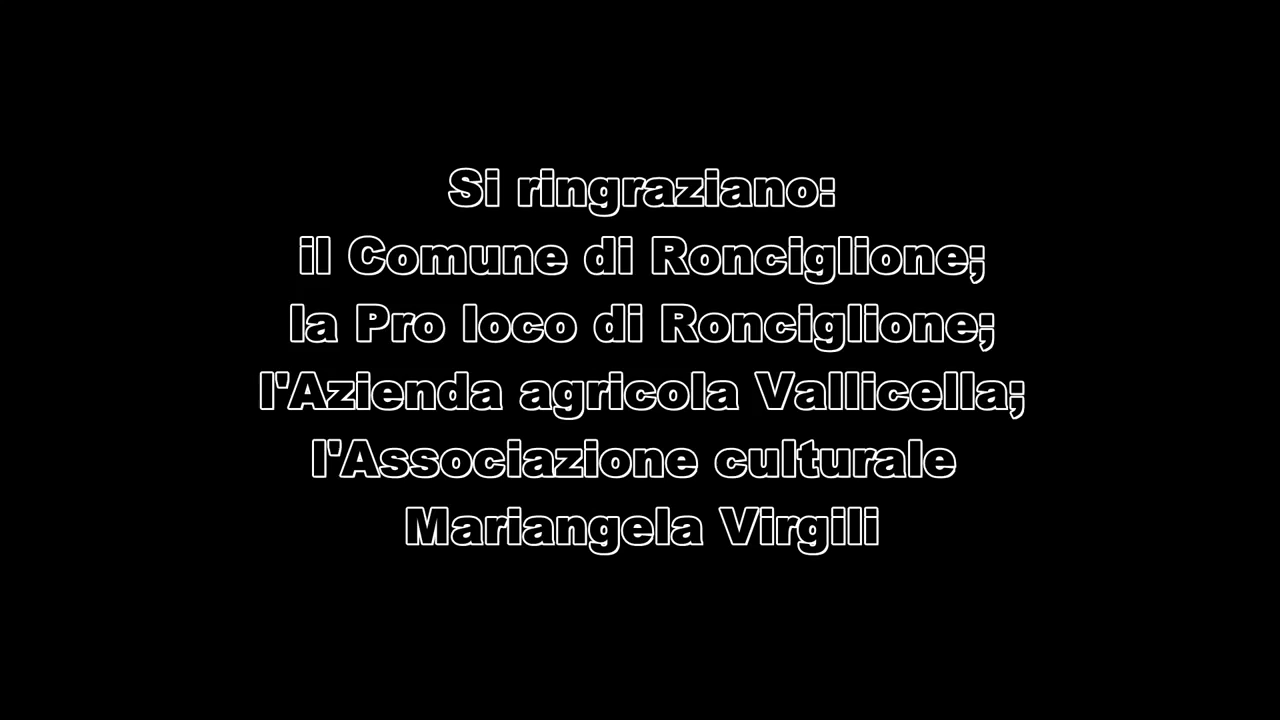 Si ringraziano:
il Comune di Ronciglione;
la Pro loco di Ronciglione;
l'Azienda agricola Vallicella;
l'Associazione culturale
Mariangela Virgili